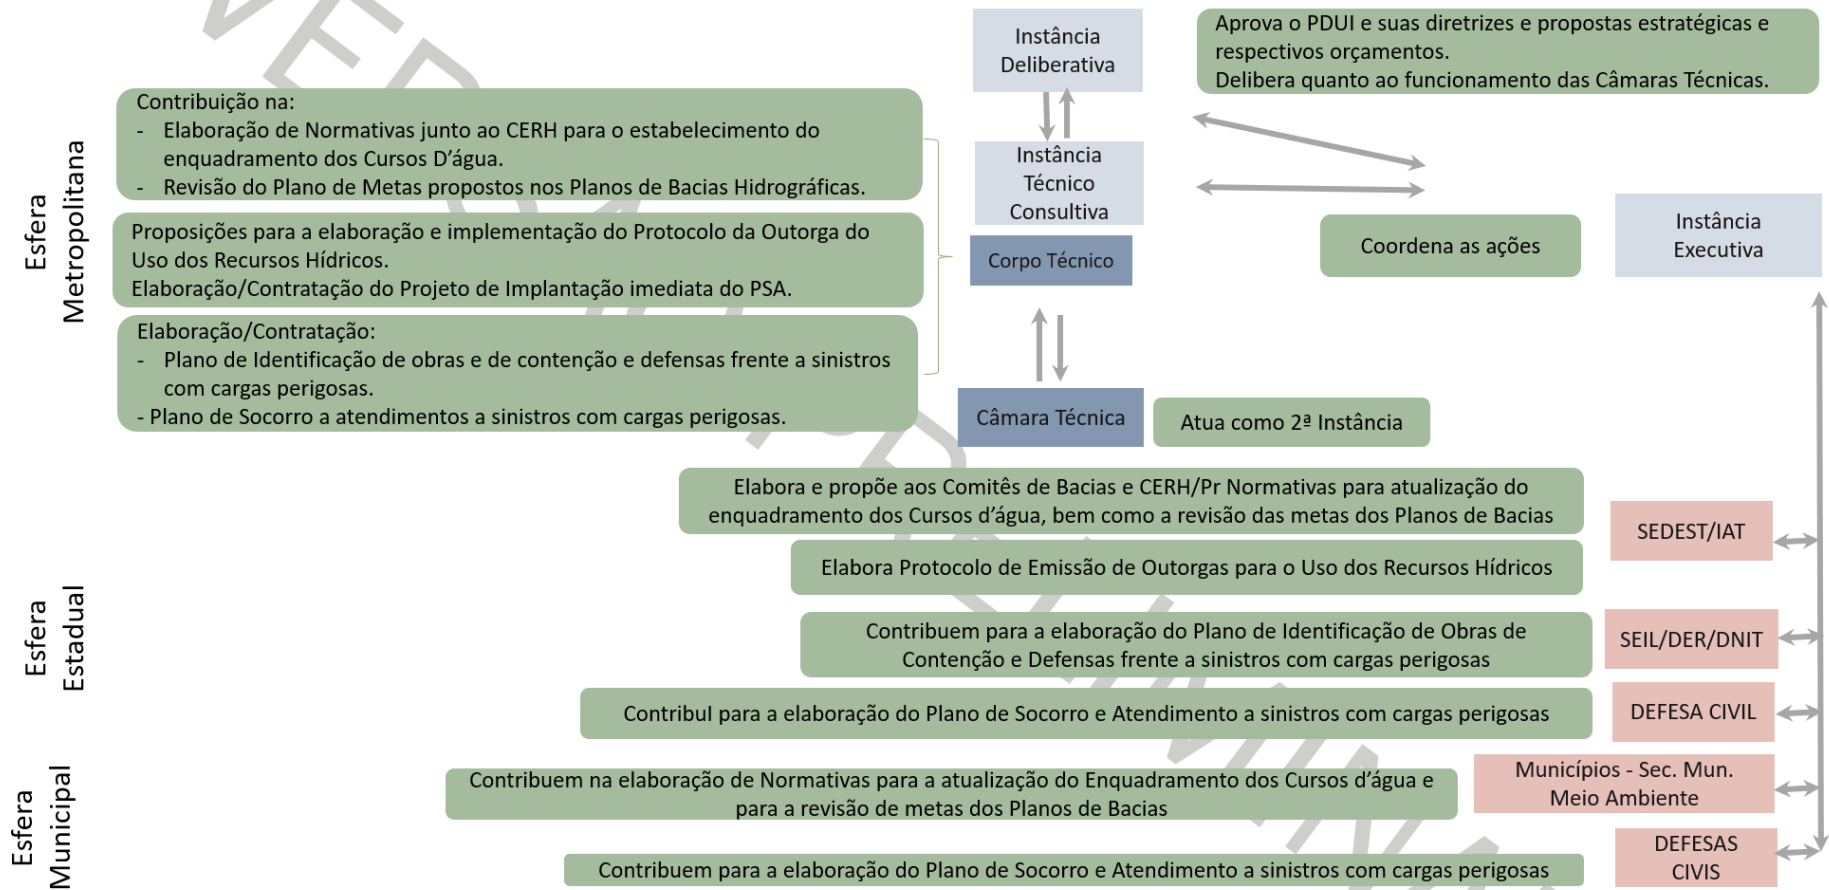 Instância
Deliberativa
Aprova o PDUI e suas diretrizes e propostas estratégicas e
respectivos orçamentos.
Delibera quanto ao funcionamento das Câmaras Técnicas.
Esfera
Metropolitana
Contribuição na:
- Elaboração de Normativas junto ao CERH para o estabelecimento do
enquadramento dos Cursos D’água.
- Revisão do Plano de Metas propostos nos Planos de Bacias Hidrográficas.
Proposições para a elaboração e implementação do Protocolo da Outorga do
Uso dos Recursos Hídricos.
Elaboração/Contratação do Projeto de Implantação imediata do PSA.
Elaboração/Contratação:
- Plano de Identificação de obras e de contenção e defensas frente a sinistros
com cargas perigosas.
- Plano de Socorro a atendimentos a sinistros com cargas perigosas.
Instância
Técnico
Consultiva
Corpo Técnico
Coordena as ações
Instância
Executiva
Câmara Técnica
Atua como 2ª Instância
Esfera
Estadual
Elabora e propõe aos Comitês de Bacias e CERH/Pr Normativas para atualização do
enquadramento dos Cursos d’água, bem como a revisão das metas dos Planos de Bacias
SEDEST/IAT
Elabora Protocolo de Emissão de Outorgas para o Uso dos Recursos Hídricos
Contribuem para a elaboração do Plano de Identificação de Obras de
Contenção e Defensas frente a sinistros com cargas perigosas
SEIL/DER/DNIT
ContribuI para a elaboração do Plano de Socorro e Atendimento a sinistros com cargas perigosas
DEFESA CIVIL
Esfera
Municipal
Contribuem na elaboração de Normativas para a atualização do Enquadramento dos Cursos d’água e
para a revisão de metas dos Planos de Bacias
Municípios - Sec. Mun.
Meio Ambiente
Contribuem para a elaboração do Plano de Socorro e Atendimento a sinistros com cargas perigosas
DEFESAS
CIVIS